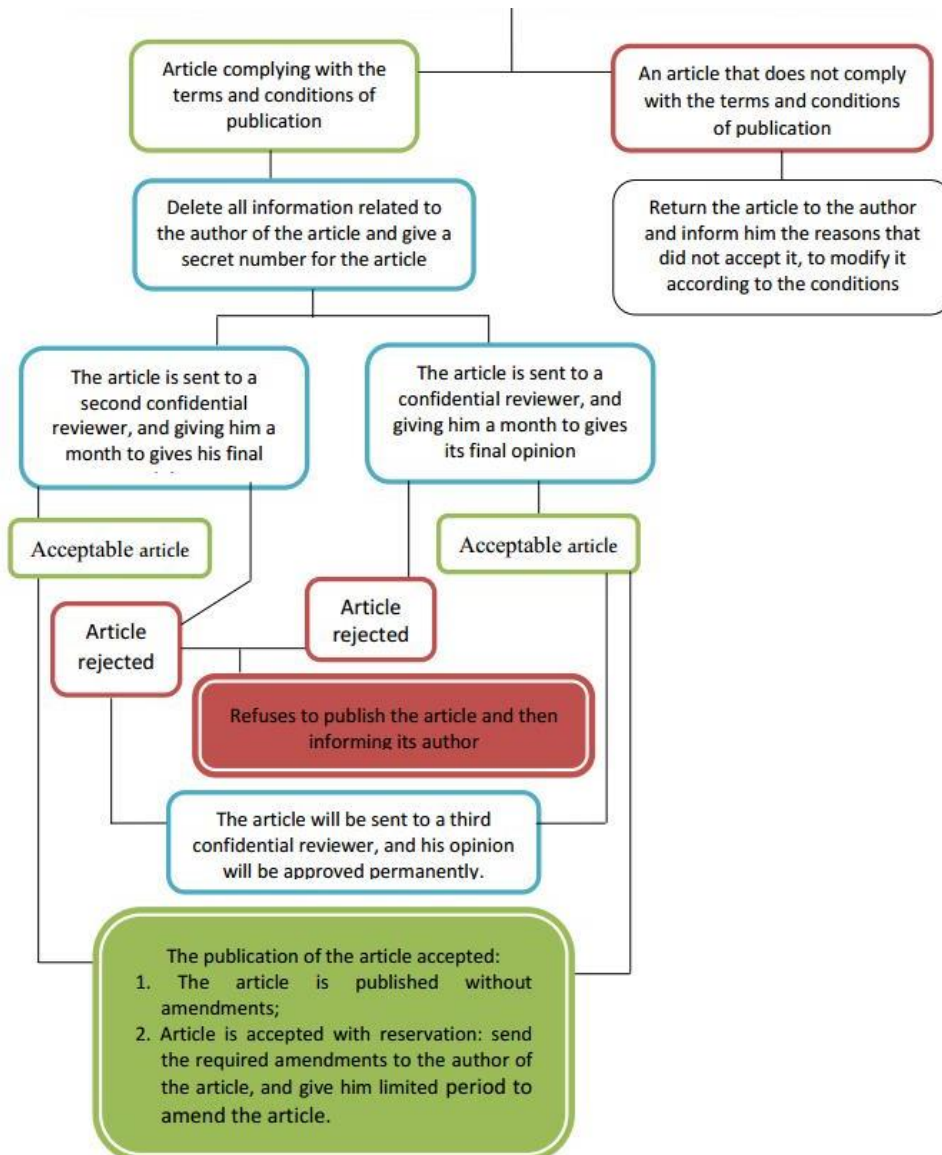 Article complying with the
terms and conditions of
publication
An article that does not comply
with the terms and conditions
of publication
Delete all information related to
the author of the article and give a
secret number for the article
Return the article to the author
and inform him the reasons that
did not accept it, to modify it
according to the conditions
The article is sent to a
second confidential
reviewer, and giving him a
month to gives his final
The article is sent to a
confidential reviewer, and
giving him a month to gives
its final opinion
Acceptable article
Acceptable article
Article
rejected
Article
rejected
Refuses to publish the article and then
informing its author
The article will be sent to a third
confidential reviewer, and his opinion
will be approved permanently.
The publication of the article accepted:
1. The article is published without
amendments;
2. Article is accepted with reservation: send
the required amendments to the author of
the article, and give him limited period to
amend the article.